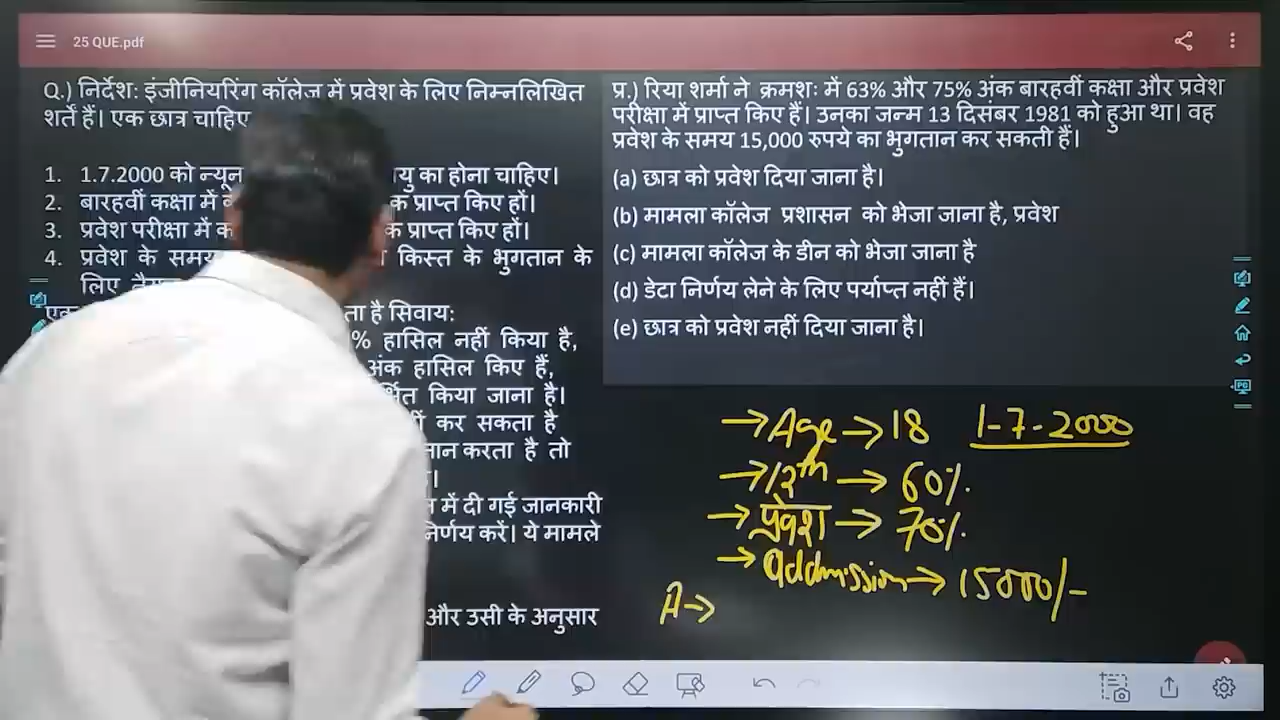 25 QUE.pdf
Q.) निर्देश: इंजीनियरिंग कॉलेज में प्रवेश के लिए निम्नलिखित
शर्तें हैं। एक छात्र चाहिए
1. 1.7.2000 को का होना चाहिए।
2. बारहवीं कक्षा में प्राप्त किए हों।
3. प्रवेश परीक्षा में प्राप्त किए हों।
4. प्रवेश के समय किस्त के भुगतान के
लिए
है सिवाय:
% हासिल नहीं किया है,
अंक हासिल किए हैं,
किया जाना है।
कर सकता है
करता है तो
में दी गई जानकारी
निर्णय करें। ये मामले
और उसी के अनुसार
प्र.) रिया शर्मा ने क्रमशः में 63% और 75% अंक बारहवीं कक्षा और प्रवेश
परीक्षा में प्राप्त किए हैं। उनका जन्म 13 दिसंबर 1981 को हुआ था। वह
प्रवेश के समय 15,000 रुपये का भुगतान कर सकती हैं।
(a) छात्र को प्रवेश दिया जाना है।
(b) मामला कॉलेज प्रशासन को भेजा जाना है, प्रवेश
(c) मामला कॉलेज के डीन को भेजा जाना है
(d) डेटा निर्णय लेने के लिए पर्याप्त नहीं हैं।
(e) छात्र को प्रवेश नहीं दिया जाना है।
→ Age → 18 1-7-2000
→ 12th → 60%.
→ प्रवेश → 70%.
→ addmission → 15000/-
A →